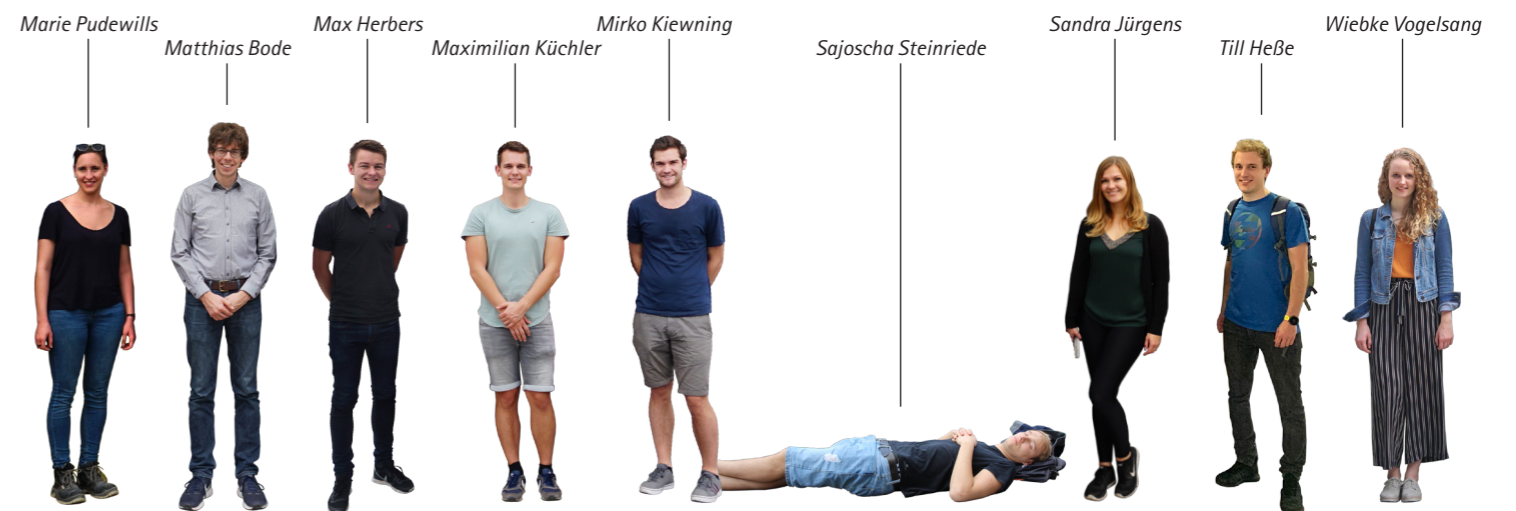 Marie Pudewills
Matthias Bode
Max Herbers
Maximilian Küchler
Mirko Kiewning
Sajoscha Steinriede
Sandra Jürgens
Till Heße
Wiebke Vogelsang